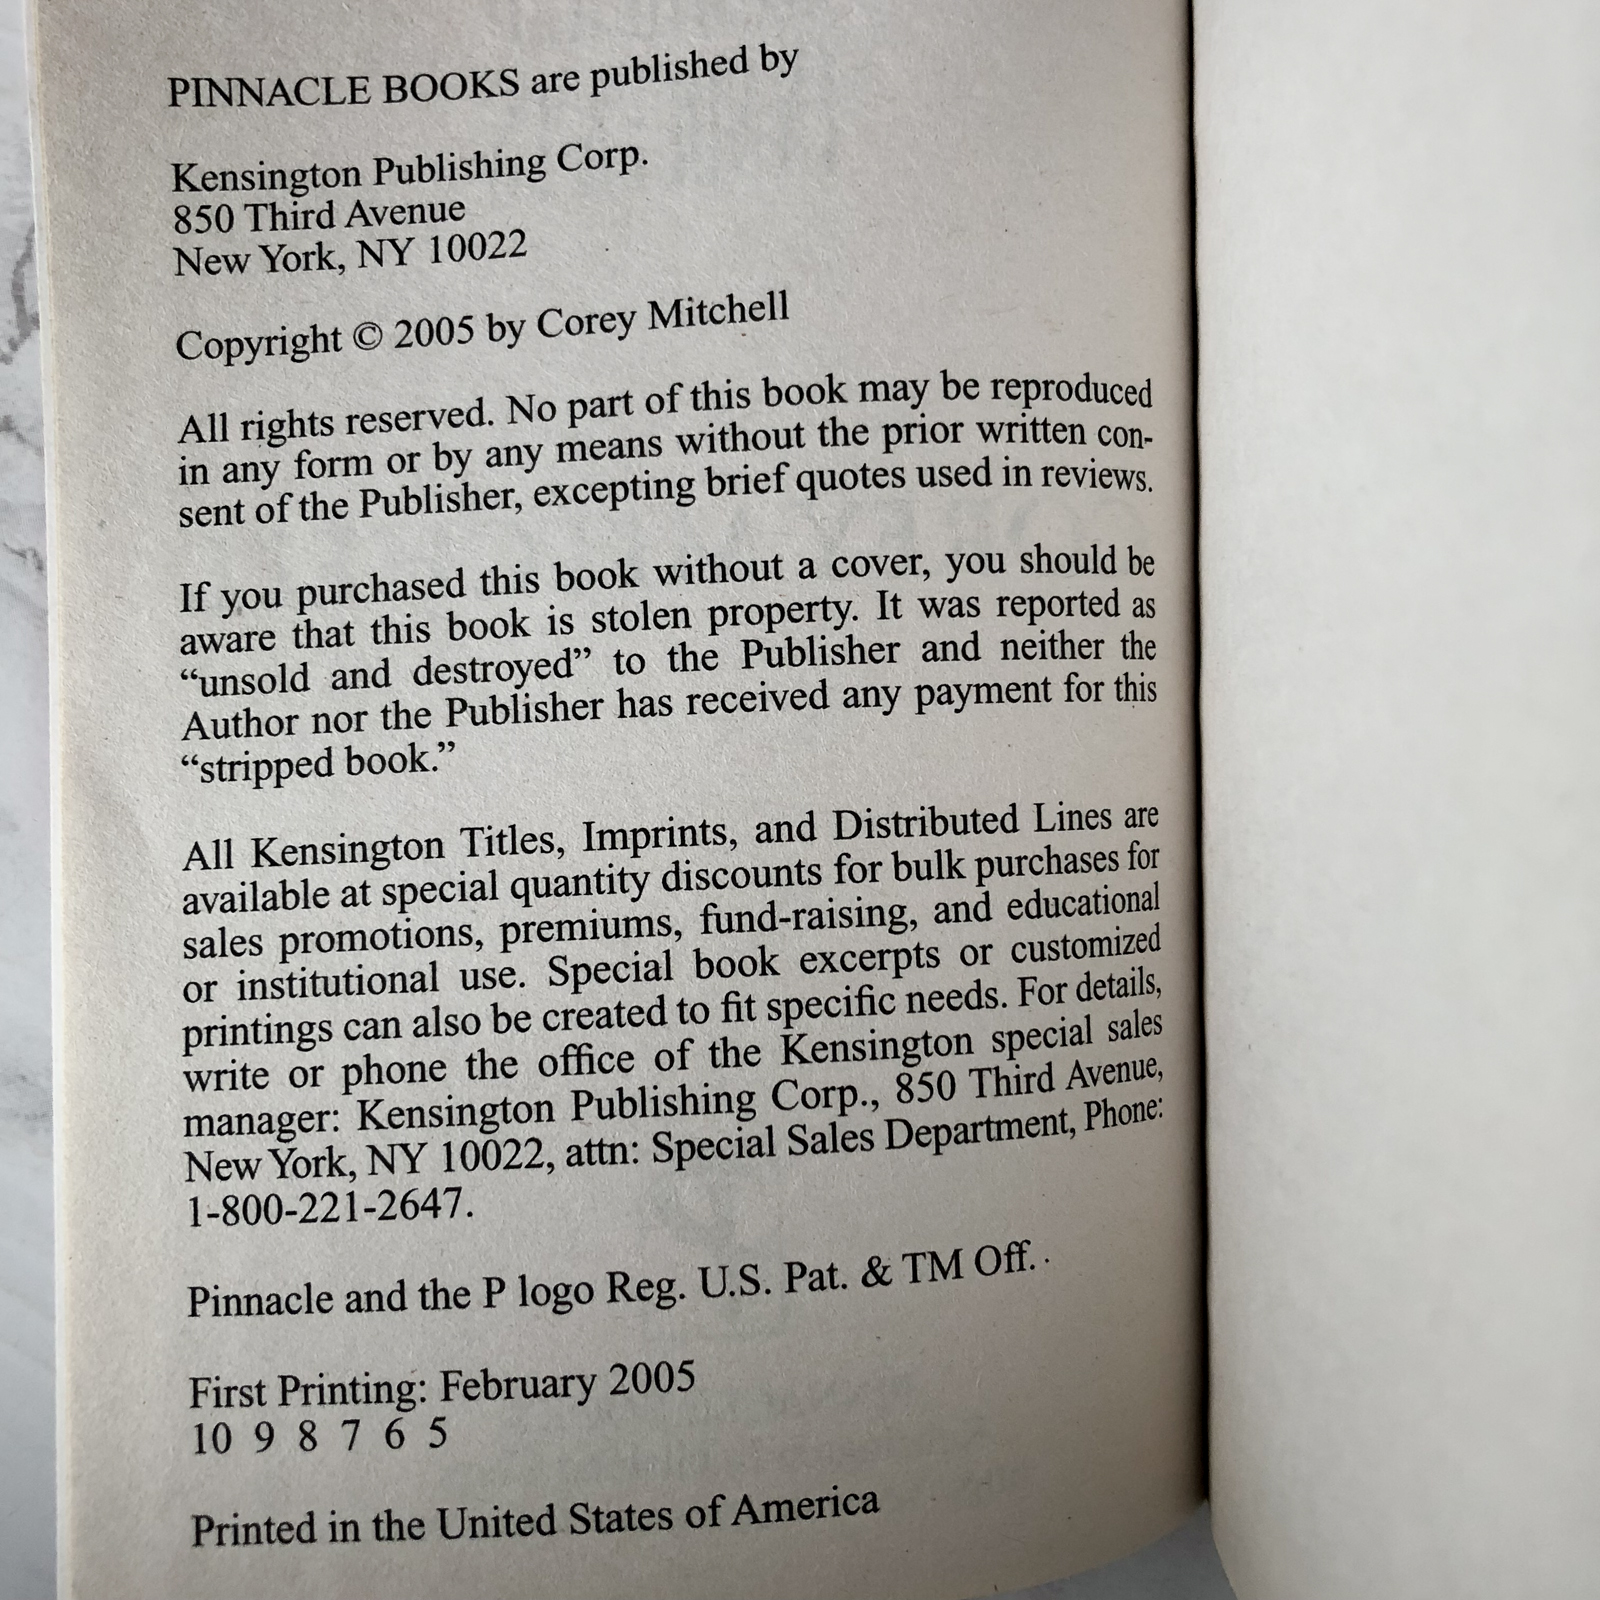 PINNACLE BOOKS are published by
Kensington Publishing Corp.
850 Third Avenue
New York, NY 10022
Copyright © 2005 by Corey Mitchell
All rights reserved. No part of this book may be reproduced
in any form or by any means without the prior written con-
sent of the Publisher, excepting brief quotes used in reviews.
If you purchased this book without a cover, you should be
aware that this book is stolen property. It was reported as
“unsold and destroyed” to the Publisher and neither the
Author nor the Publisher has received any payment for this
“stripped book.”
All Kensington Titles, Imprints, and Distributed Lines are
available at special quantity discounts for bulk purchases for
sales promotions, premiums, fund-raising, and educational
or institutional use. Special book excerpts or customized
printings can also be created to fit specific needs. For details,
write or phone the office of the Kensington special sales
manager: Kensington Publishing Corp., 850 Third Avenue,
New York, NY 10022, attn: Special Sales Department, Phone:
1-800-221-2647.
Pinnacle and the P logo Reg. U.S. Pat. & TM Off.
First Printing: February 2005
10 9 8 7 6 5
Printed in the United States of America